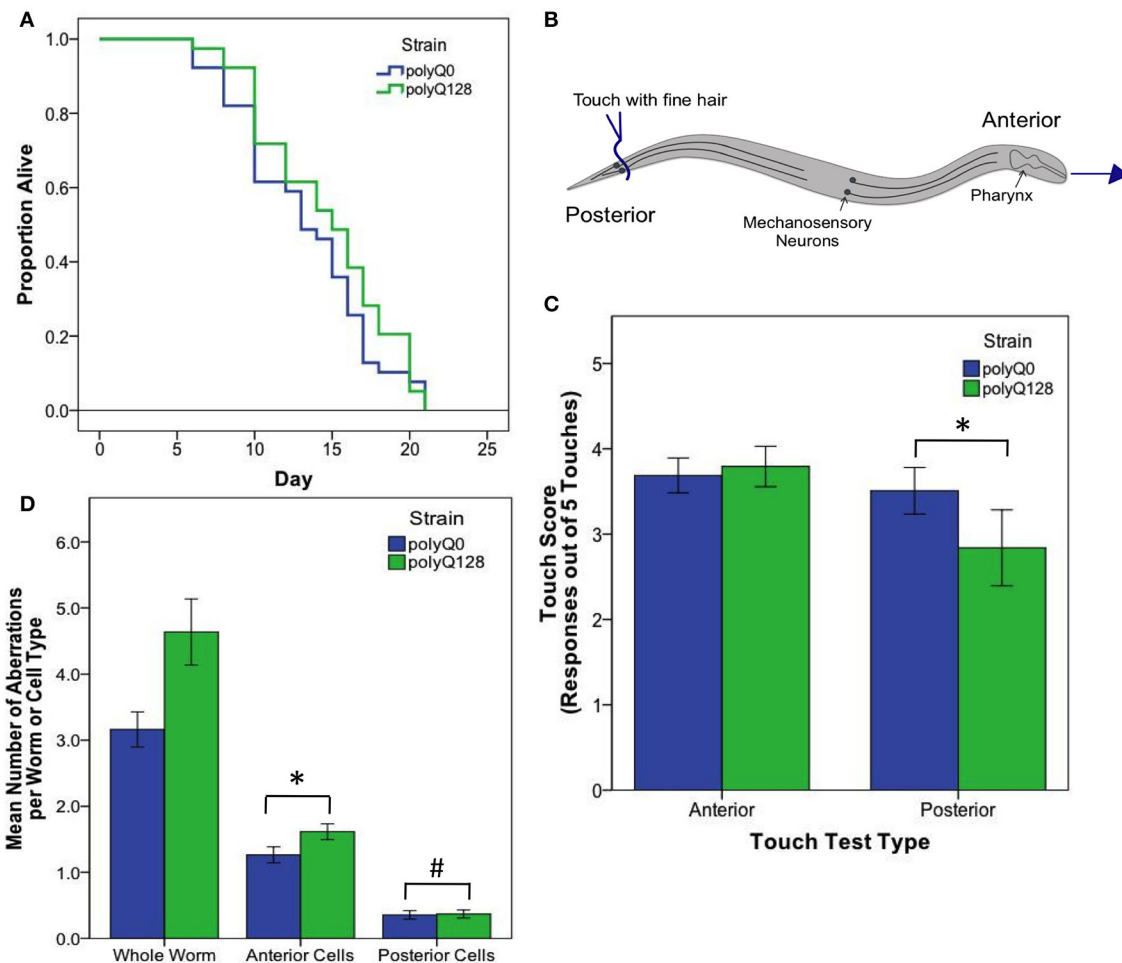 A
Strain
polyQ0
polyQ128
1.0
0.8
0.6
0.4
0.2
0.0
Proportion Alive
0
5
10
15
20
25
Day
B
Touch with fine hair
Anterior
Posterior
Mechanosensory
Neurons
Pharynx
C
Strain
polyQ0
polyQ128
*
5
4
3
2
1
0
Touch Score
(Responses out of 5 Touches)
Anterior
Posterior
Touch Test Type
D
Strain
polyQ0
polyQ128
6.0
5.0
4.0
3.0
2.0
1.0
0.0
Mean Number of Aberrations
per Worm or Cell Type
*
#
Whole Worm
Anterior Cells
Posterior Cells